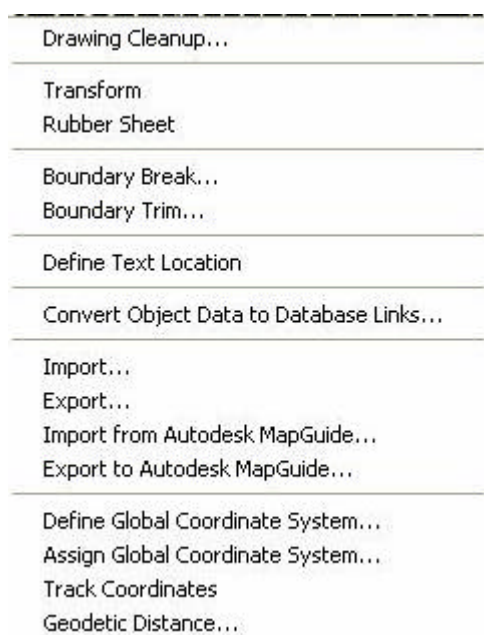 Drawing Cleanup...
Transform
Rubber Sheet
Boundary Break...
Boundary Trim...
Define Text Location
Convert Object Data to Database Links...
Import...
Export...
Import from Autodesk MapGuide...
Export to Autodesk MapGuide...
Define Global Coordinate System...
Assign Global Coordinate System...
Track Coordinates
Geodetic Distance...